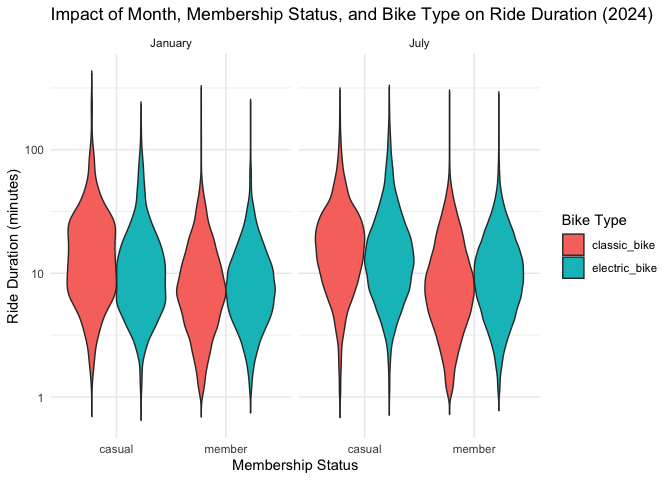 Impact of Month, Membership Status, and Bike Type on Ride Duration (2024)
January
July
100
10
1
Ride Duration (minutes)
casual
member
casual
member
Membership Status
Bike Type
classic_bike
electric_bike